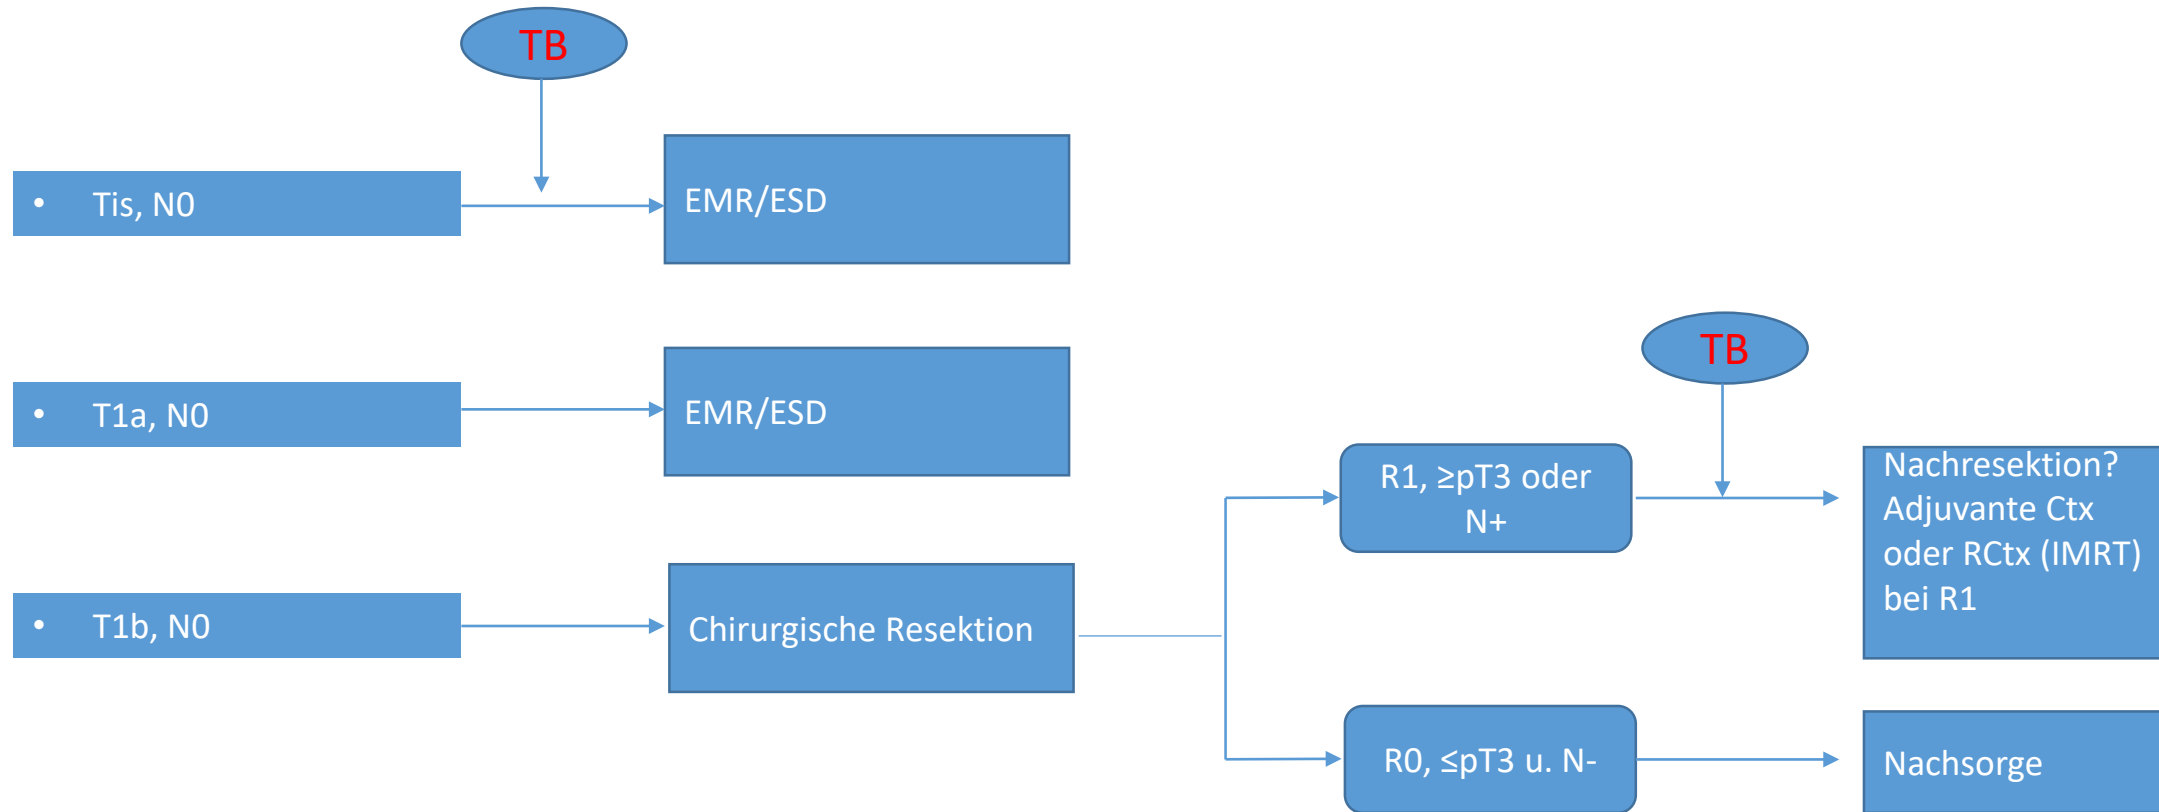 TB
• Tis, N0
EMR/ESD
• T1a, N0
EMR/ESD
• T1b, N0
Chirurgische Resektion
TB
R1, ≥pT3 oder
N+
Nachresektion?
Adjuvante Ctx
oder RCtx (IMRT)
bei R1
R0, ≤pT3 u. N-
Nachsorge